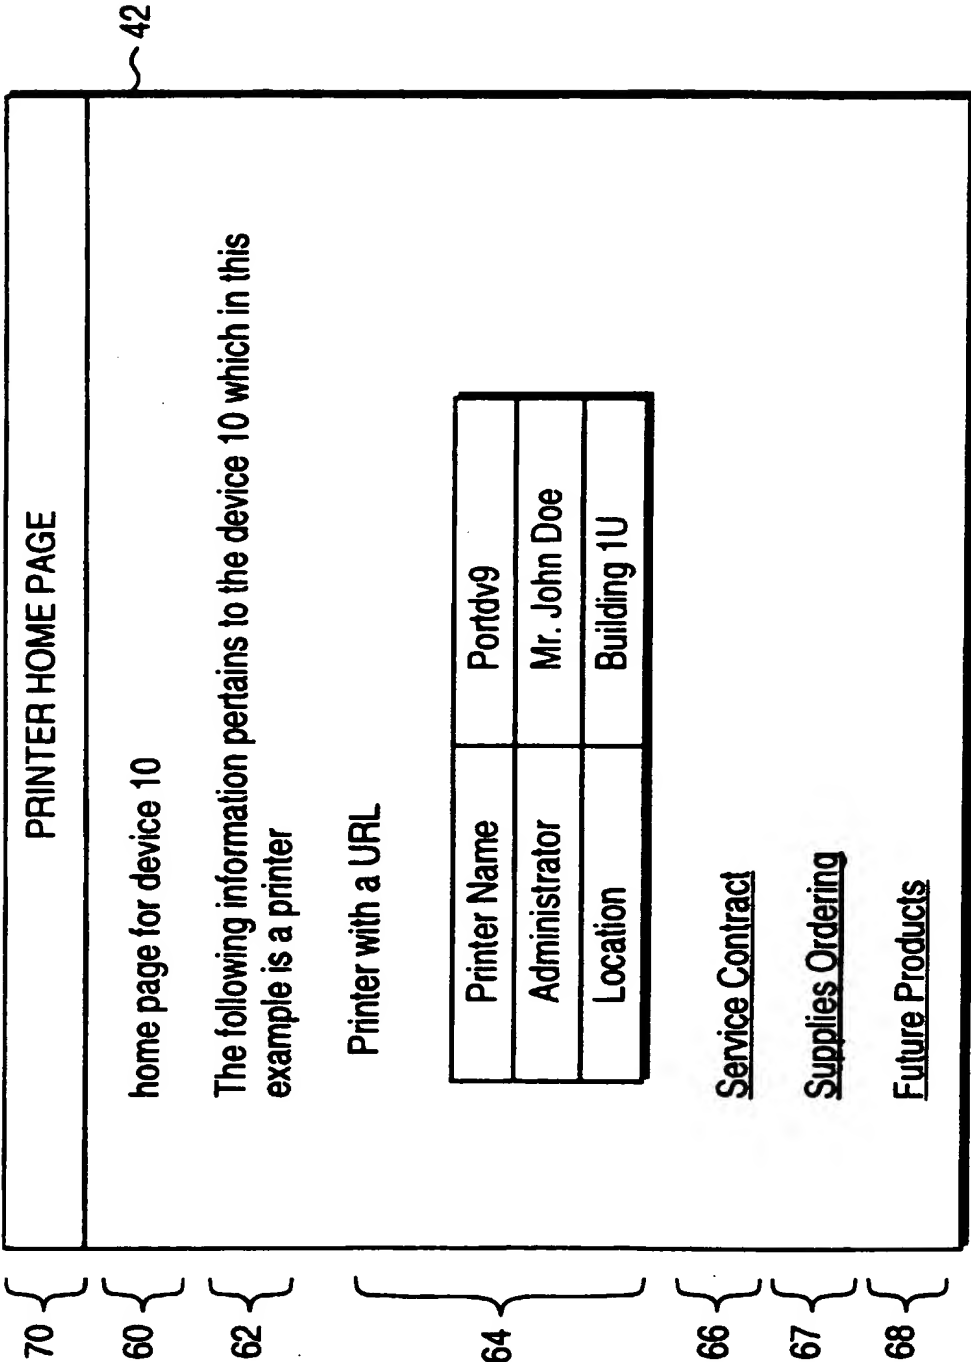 42
70 PRINTER HOME PAGE
60 home page for device 10
62 The following information pertains to the device 10 which in this
example is a printer
Printer with a URL
64
Printer Name Portdv9
Administrator Mr. John Doe
Location Building 1U
66 Service Contract
67 Supplies Ordering
68 Future Products